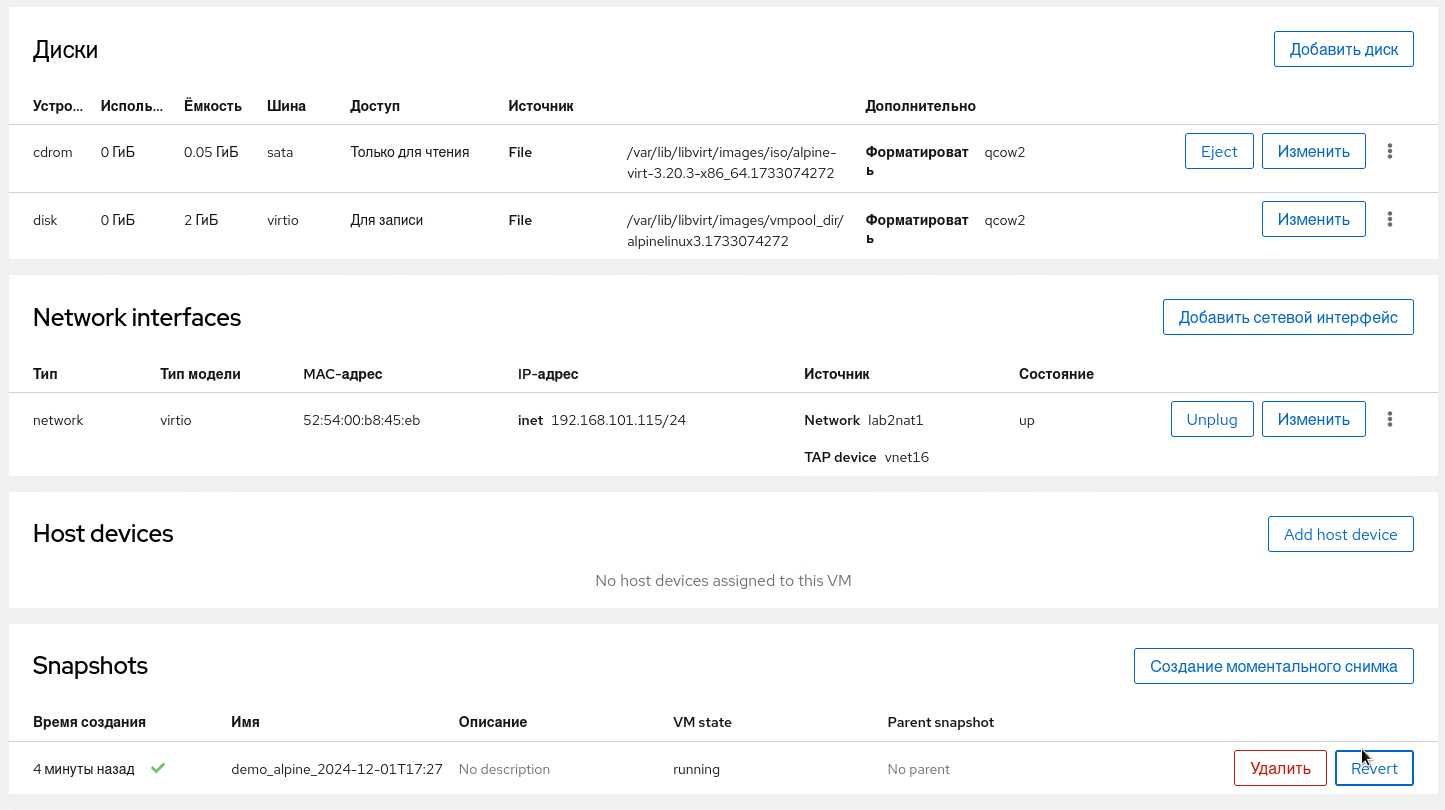 Диски
Добавить диск
Устро... Исполь... Ёмкость Шина Доступ Источник Дополнительно
cdrom 0 ГиБ 0.05 ГиБ sata Только для чтения File /var/lib/libvirt/images/iso/alpine- Форматироват qcow2 Eject Изменить
virt-3.20.3-x86_64.1733074272 ь
disk 0 ГиБ 2 ГиБ virtio Для записи File /var/lib/libvirt/images/vmpool_dir/ Форматироват qcow2 Изменить
alpinelinux3.1733074272 ь
Network interfaces
Добавить сетевой интерфейс
Тип Тип модели MAC-адрес IP-адрес Источник Состояние
network virtio 52:54:00:b8:45:eb inet 192.168.101.115/24 Network lab2nat1 up Unplug Изменить
TAP device vnet16
Host devices
Add host device
No host devices assigned to this VM
Snapshots
Создание моментального снимка
Время создания Имя Описание VM state Parent snapshot
4 минуты назад demo_alpine_2024-12-01T17:27 No description running No parent Удалить Revert